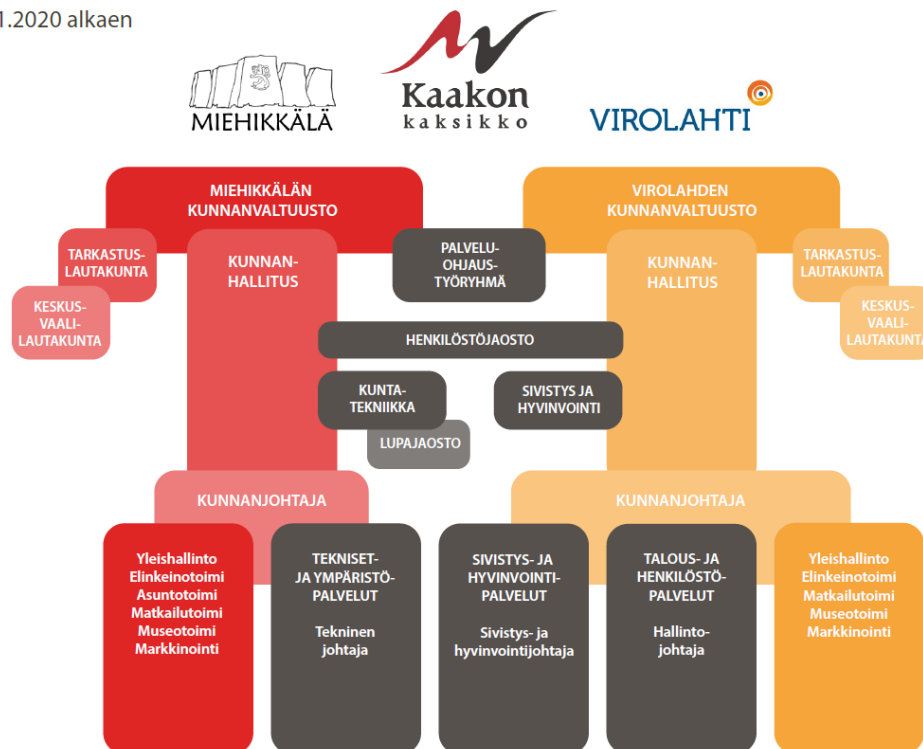 1.2020 alkaen
MIEHIKKÄLÄ
Kaakon
kaksikko
VIROLAHTI
MIEHIKKÄLÄN
KUNNANVALTUUSTO
VIROLAHDEN
KUNNANVALTUUSTO
TARKASTUS-
LAUTAKUNTA
KESKUS-
VAALI-
LAUTAKUNTA
KUNNAN-
HALLITUS
PALVELU-
OHJAUS-
TYÖRYHMÄ
KUNNAN-
HALLITUS
TARKASTUS-
LAUTAKUNTA
KESKUS-
VAALI-
LAUTAKUNTA
HENKILÖSTÖJAOSTO
KUNTA-
TEKNIIKKA
SIVISTYS JA
HYVINVOINTI
LUPAJAOSTO
KUNNANJOHTAJA
KUNNANJOHTAJA
Yleishallinto
Elinkeinotoimi
Asuntotoimi
Matkailutoimi
Museotoimi
Markkinointi
TEKNISET-
JA YMPÄRISTÖ-
PALVELUT
Tekninen
johtaja
SIVISTYS- JA
HYVINVOINTI-
PALVELUT
Sivistys- ja
hyvinvointijohtaja
TALOUS- JA
HENKILÖSTÖ-
PALVELUT
Hallinto-
johtaja
Yleishallinto
Elinkeinotoimi
Matkailutoimi
Museotoimi
Markkinointi